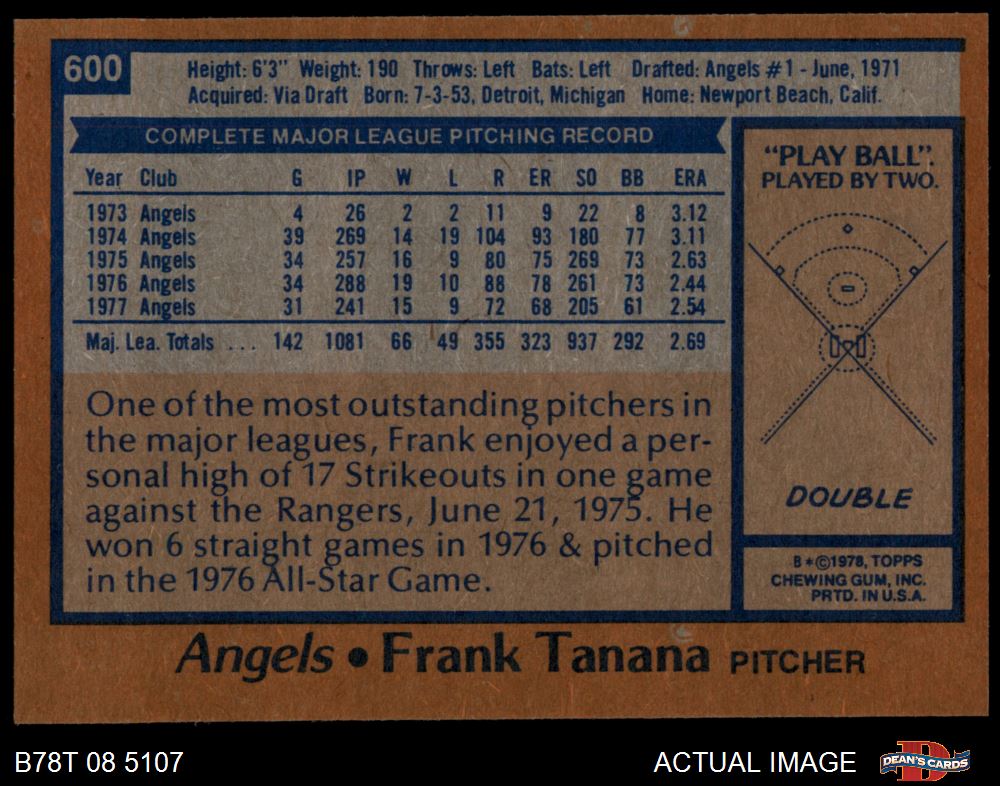 600
Height: 6'3" Weight: 190 Throws: Left Bats: Left Drafted: Angels #1 - June, 1971
Acquired: Via Draft Born: 7-3-53, Detroit, Michigan Home: Newport Beach, Calif.
COMPLETE MAJOR LEAGUE PITCHING RECORD
Year Club G IP W L R ER SO BB ERA
1973 Angels 4 26 2 2 11 9 22 8 3.12
1974 Angels 39 269 14 19 104 93 180 77 3.11
1975 Angels 34 257 16 9 80 75 269 73 2.63
1976 Angels 34 288 19 10 88 78 261 73 2.44
1977 Angels 31 241 15 9 72 68 205 61 2.54
Maj. Lea. Totals ... 142 1081 66 49 355 323 937 292 2.69
One of the most outstanding pitchers in
the major leagues, Frank enjoyed a per-
sonal high of 17 Strikeouts in one game
against the Rangers, June 21, 1975. He
won 6 straight games in 1976 & pitched
in the 1976 All-Star Game.
"PLAY BALL".
PLAYED BY TWO.
DOUBLE
B*©1978, TOPPS
CHEWING GUM, INC.
PRTD. IN U.S.A.
Angels • Frank Tanana PITCHER
B78T 08 5107 ACTUAL IMAGE
DEAN'S CARDS